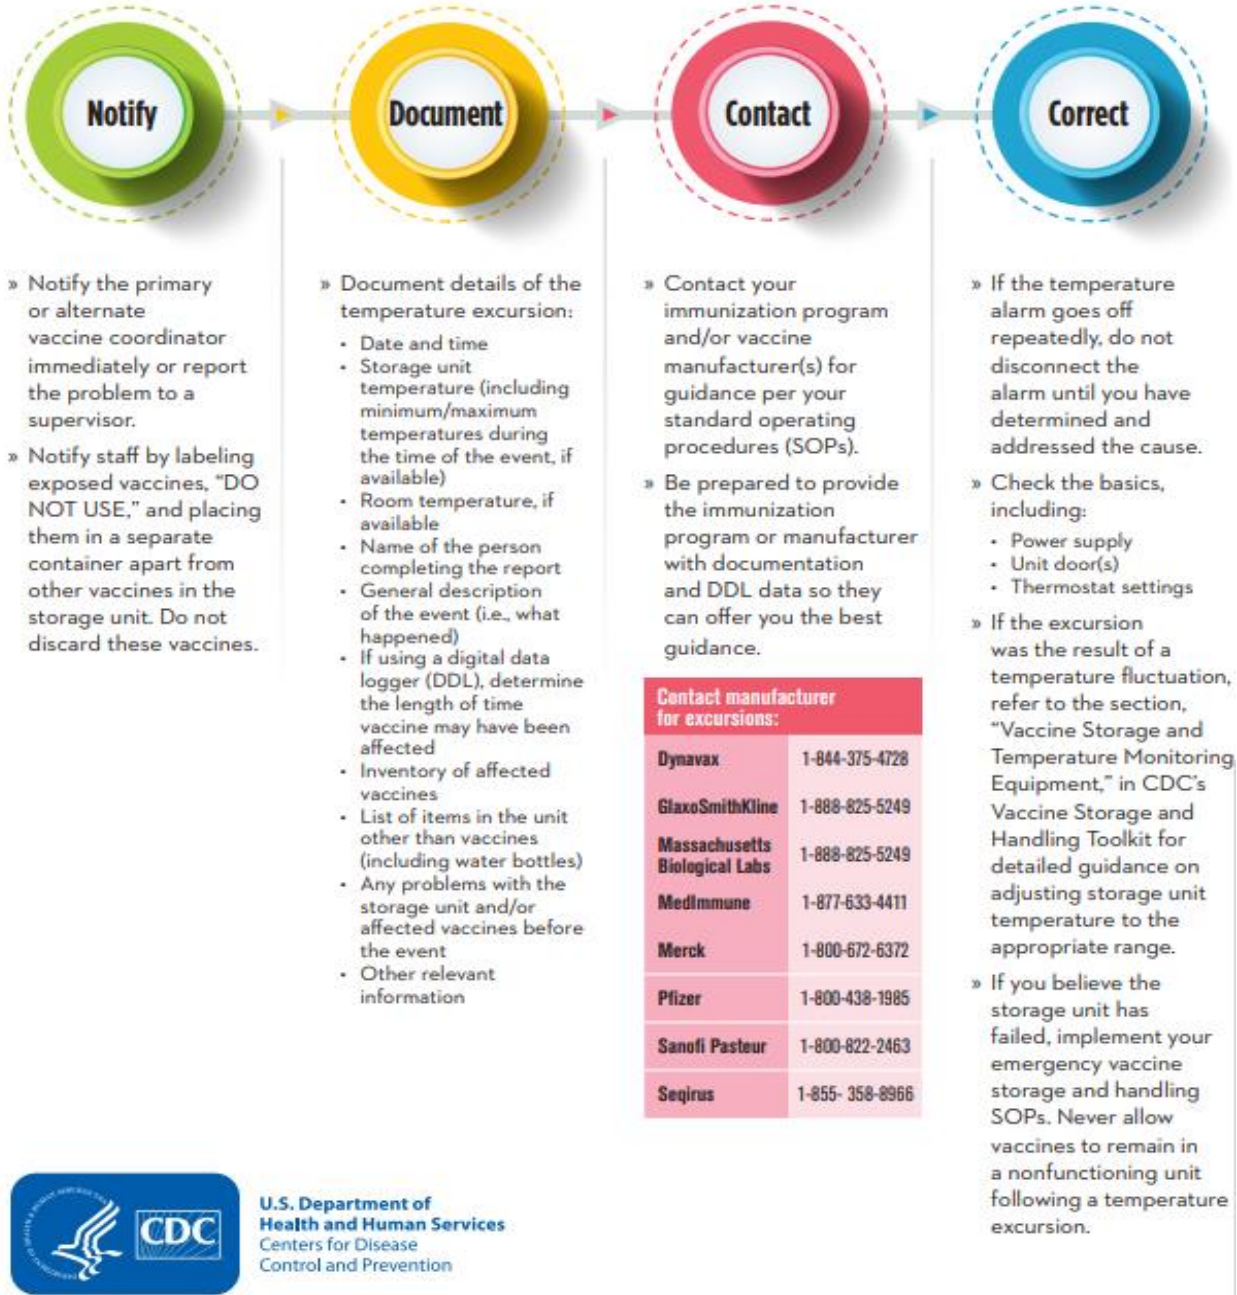 Notify
Document
Contact
Correct
» Notify the primary
or alternate
vaccine coordinator
immediately or report
the problem to a
supervisor.
» Notify staff by labeling
exposed vaccines, “DO
NOT USE,” and placing
them in a separate
container apart from
other vaccines in the
storage unit. Do not
discard these vaccines.
» Document details of the
temperature excursion:
• Date and time
• Storage unit
temperature (including
minimum/maximum
temperatures during
the time of the event, if
available)
• Room temperature, if
available
• Name of the person
completing the report
• General description
of the event (i.e., what
happened)
• If using a digital data
logger (DDL), determine
the length of time
vaccine may have been
affected
• Inventory of affected
vaccines
• List of items in the unit
other than vaccines
(including water bottles)
• Any problems with the
storage unit and/or
affected vaccines before
the event
• Other relevant
information
» Contact your
immunization program
and/or vaccine
manufacturer(s) for
guidance per your
standard operating
procedures (SOPs).
» Be prepared to provide
the immunization
program or manufacturer
with documentation
and DDL data so they
can offer you the best
guidance.
Contact manufacturer
for excursions:
Dynavax 1-844-375-4728
GlaxoSmithKline 1-888-825-5249
Massachusetts
Biological Labs 1-888-825-5249
MedImmune 1-877-633-4411
Merck 1-800-672-6372
Pfizer 1-800-438-1985
Sanofi Pasteur 1-800-822-2463
Seqirus 1-855- 358-8966
» If the temperature
alarm goes off
repeatedly, do not
disconnect the
alarm until you have
determined and
addressed the cause.
» Check the basics,
including:
• Power supply
• Unit door(s)
• Thermostat settings
» If the excursion
was the result of a
temperature fluctuation,
refer to the section,
“Vaccine Storage and
Temperature Monitoring
Equipment,” in CDC’s
Vaccine Storage and
Handling Toolkit for
detailed guidance on
adjusting storage unit
temperature to the
appropriate range.
» If you believe the
storage unit has
failed, implement your
emergency vaccine
storage and handling
SOPs. Never allow
vaccines to remain in
a nonfunctioning unit
following a temperature
excursion.
CDC
U.S. Department of
Health and Human Services
Centers for Disease
Control and Prevention